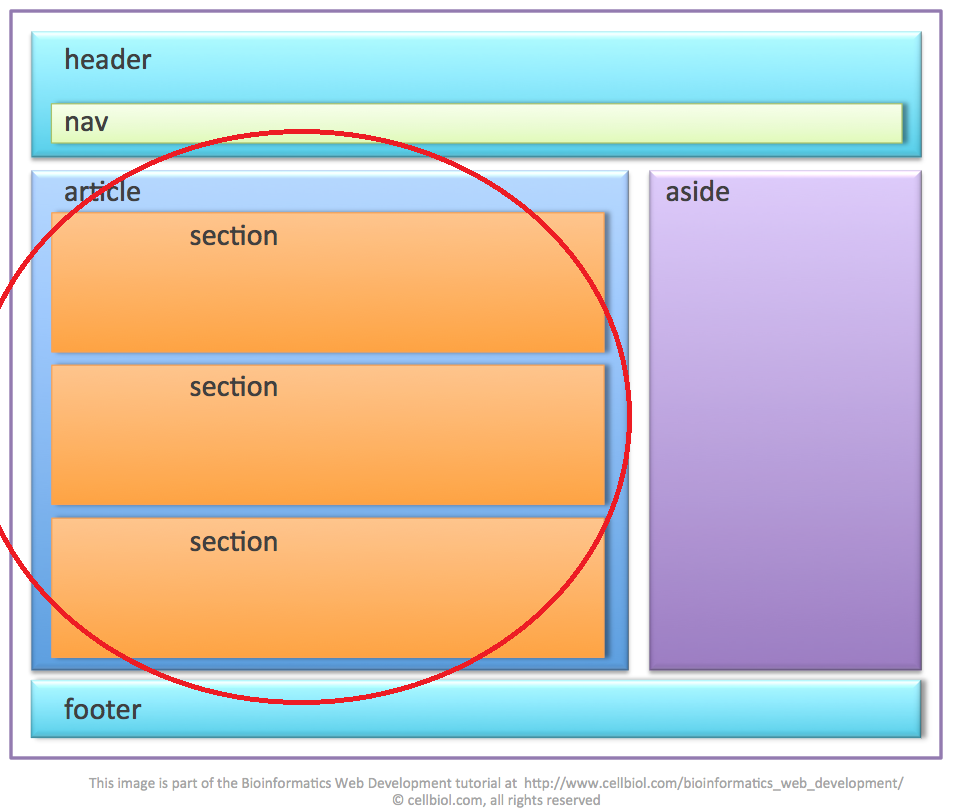 header
nav
article
aside
section
section
section
footer
This image is part of the Bioinformatics Web Development tutorial at http://www.cellbiol.com/bioinformatics_web_development/
© cellbiol.com, all rights reserved